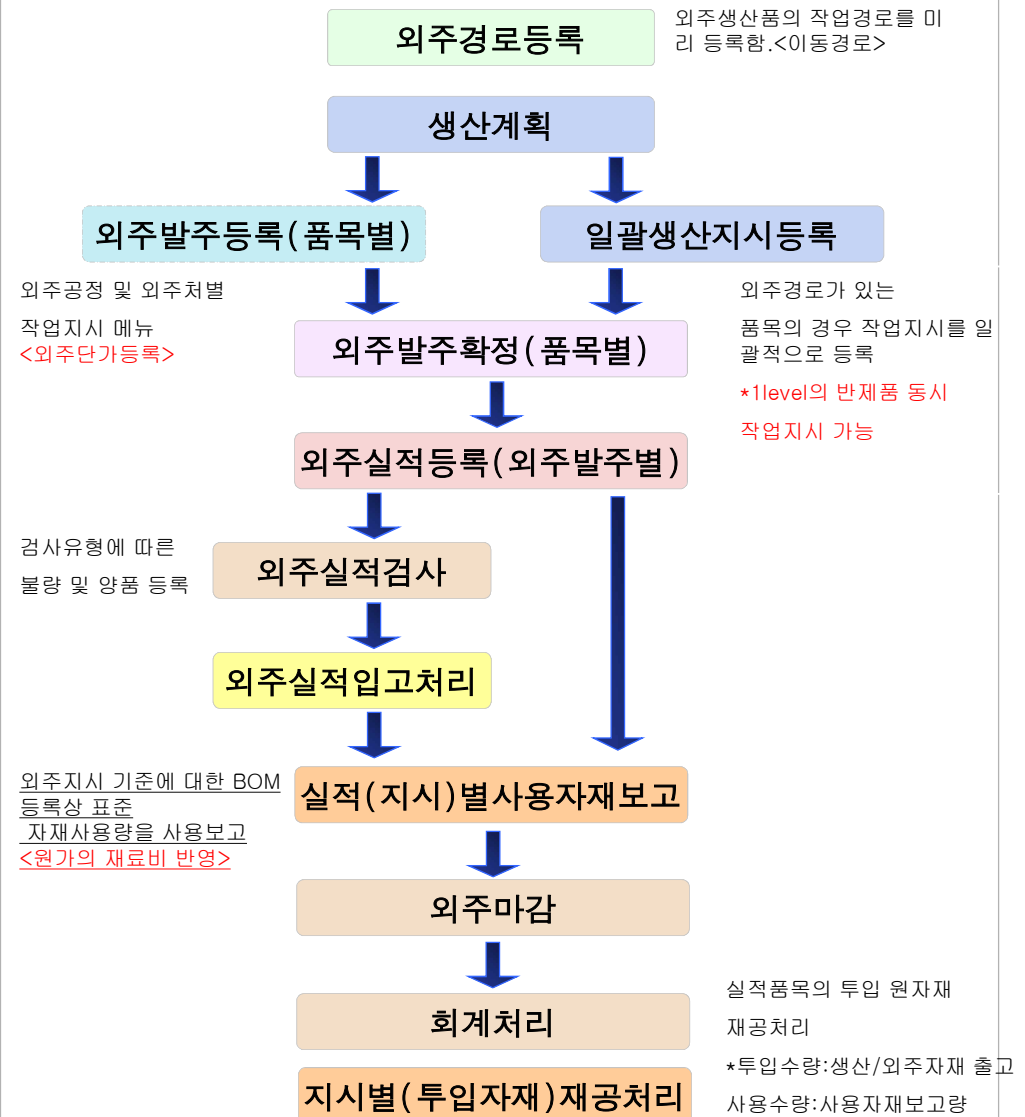 외주경로등록
외주생산품의 작업경로를 미
리 등록함.<이동경로>
생산계획
외주발주등록(품목별)
일괄생산지시등록
외주공정 및 외주처별
작업지시 메뉴
<외주단가등록>
외주경로가 있는
품목의 경우 작업지시를 일
괄적으로 등록
*1level의 반제품 동시
작업지시 가능
외주발주확정(품목별)
외주실적등록(외주발주별)
검사유형에 따른
불량 및 양품 등록
외주실적검사
외주실적입고처리
외주지시 기준에 대한 BOM
등록상 표준
자재사용량을 사용보고
<원가의 재료비 반영>
실적(지시)별사용자재보고
외주마감
회계처리
지시별(투입자재)재공처리
실적품목의 투입 원자재
재공처리
*투입수량:생산/외주자재 출고
사용수량:사용자재보고량